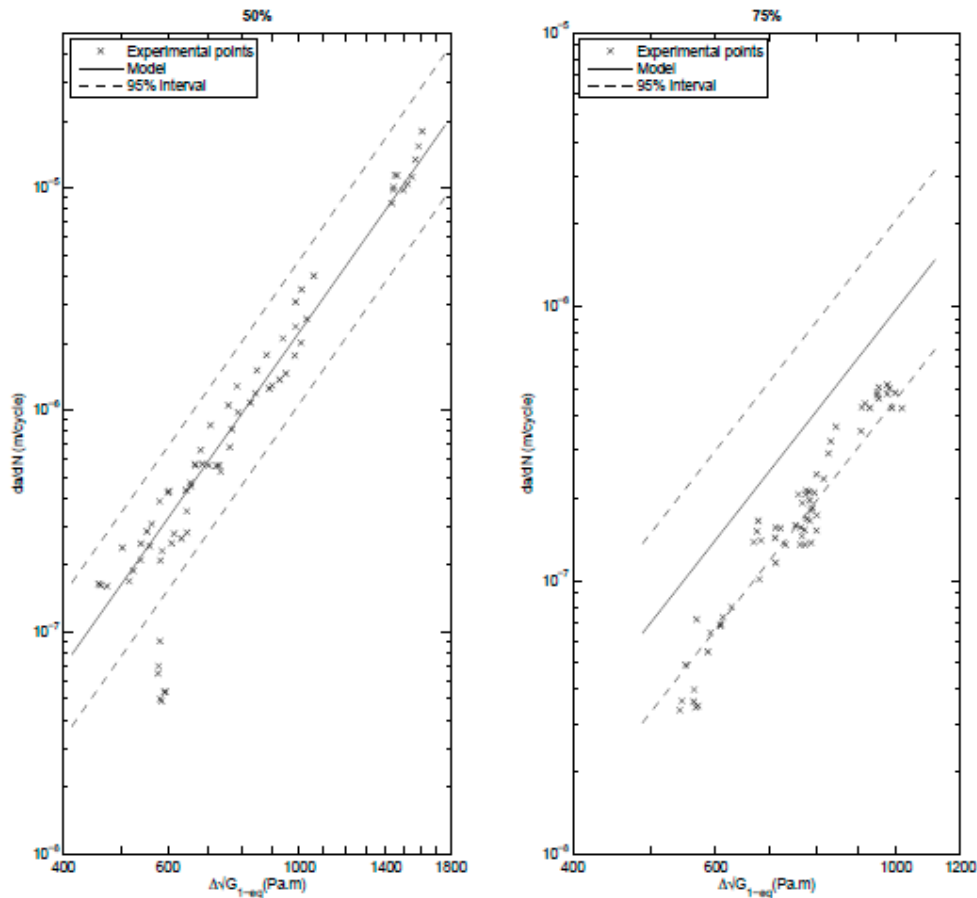 50%
Experimental points
Model
95% Interval
10^-5
10^-6
10^-7
10^-8
da/dN (m/cycle)
400
600
800
1000
1400
1800
Δ√G1-eq(Pa.m)
75%
Experimental points
Model
95% Interval
10^-5
10^-6
10^-7
10^-8
da/dN (m/cycle)
400
600
800
1000
1200
Δ√G1-eq(Pa.m)